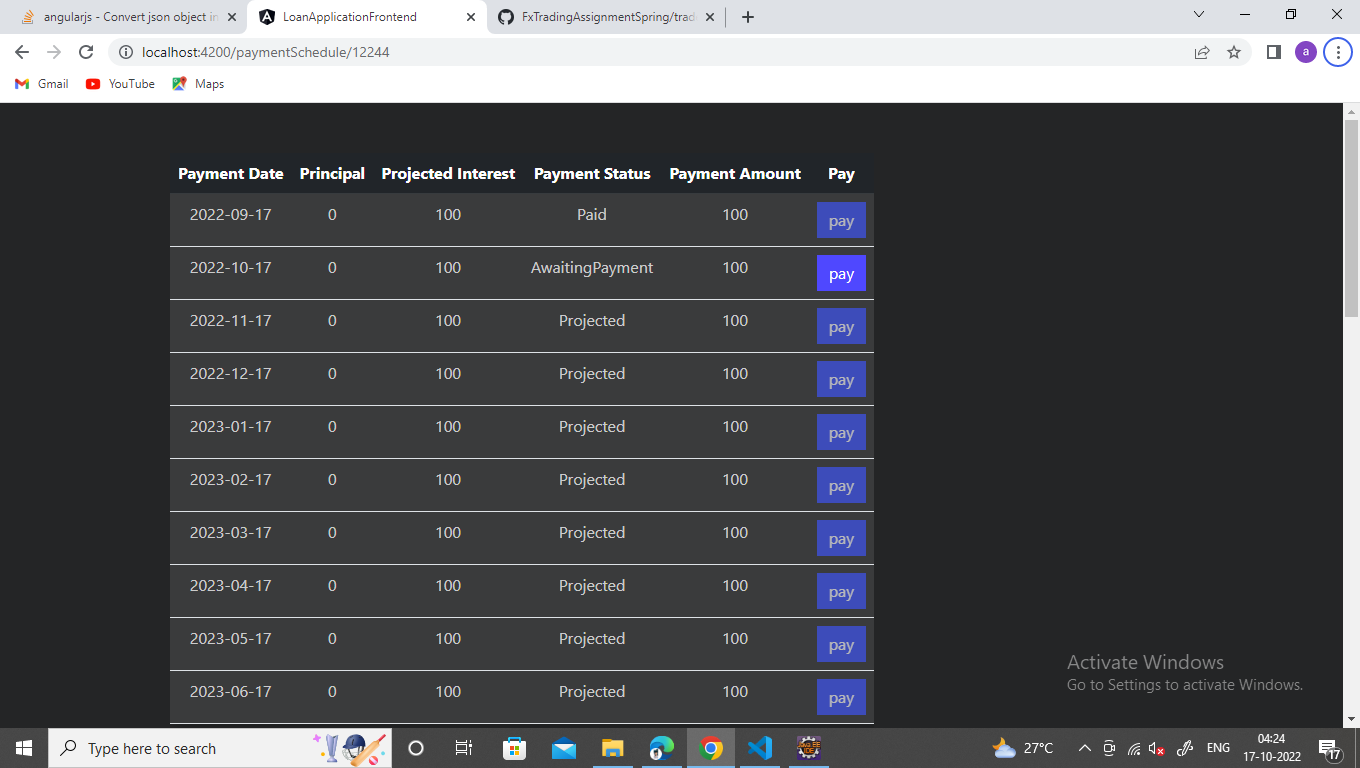 angularjs - Convert json object in
LoanApplicationFrontend
FxTradingAssignmentSpring/trad
localhost:4200/paymentSchedule/12244
a
Gmail
YouTube
Maps
Payment Date Principal Projected Interest Payment Status Payment Amount Pay
2022-09-17 0 100 Paid 100 pay
2022-10-17 0 100 AwaitingPayment 100 pay
2022-11-17 0 100 Projected 100 pay
2022-12-17 0 100 Projected 100 pay
2023-01-17 0 100 Projected 100 pay
2023-02-17 0 100 Projected 100 pay
2023-03-17 0 100 Projected 100 pay
2023-04-17 0 100 Projected 100 pay
2023-05-17 0 100 Projected 100 pay
2023-06-17 0 100 Projected 100 pay
Activate Windows
Go to Settings to activate Windows.
Type here to search
Java EE
IDE
27°C
ENG
04:24
17-10-2022
17